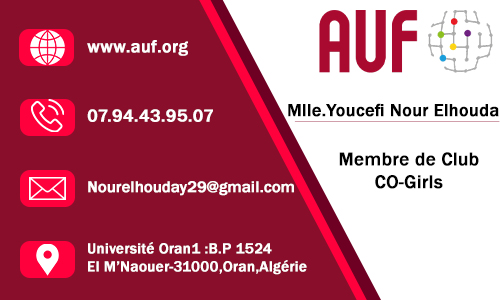 AUF
www.auf.org
07.94.43.95.07
Nourelhouday29@gmail.com
Université Oran1 :B.P 1524
El M'Naouer-31000,Oran,Algérie
Mlle.Youcefi Nour Elhouda
Membre de Club
CO-Girls